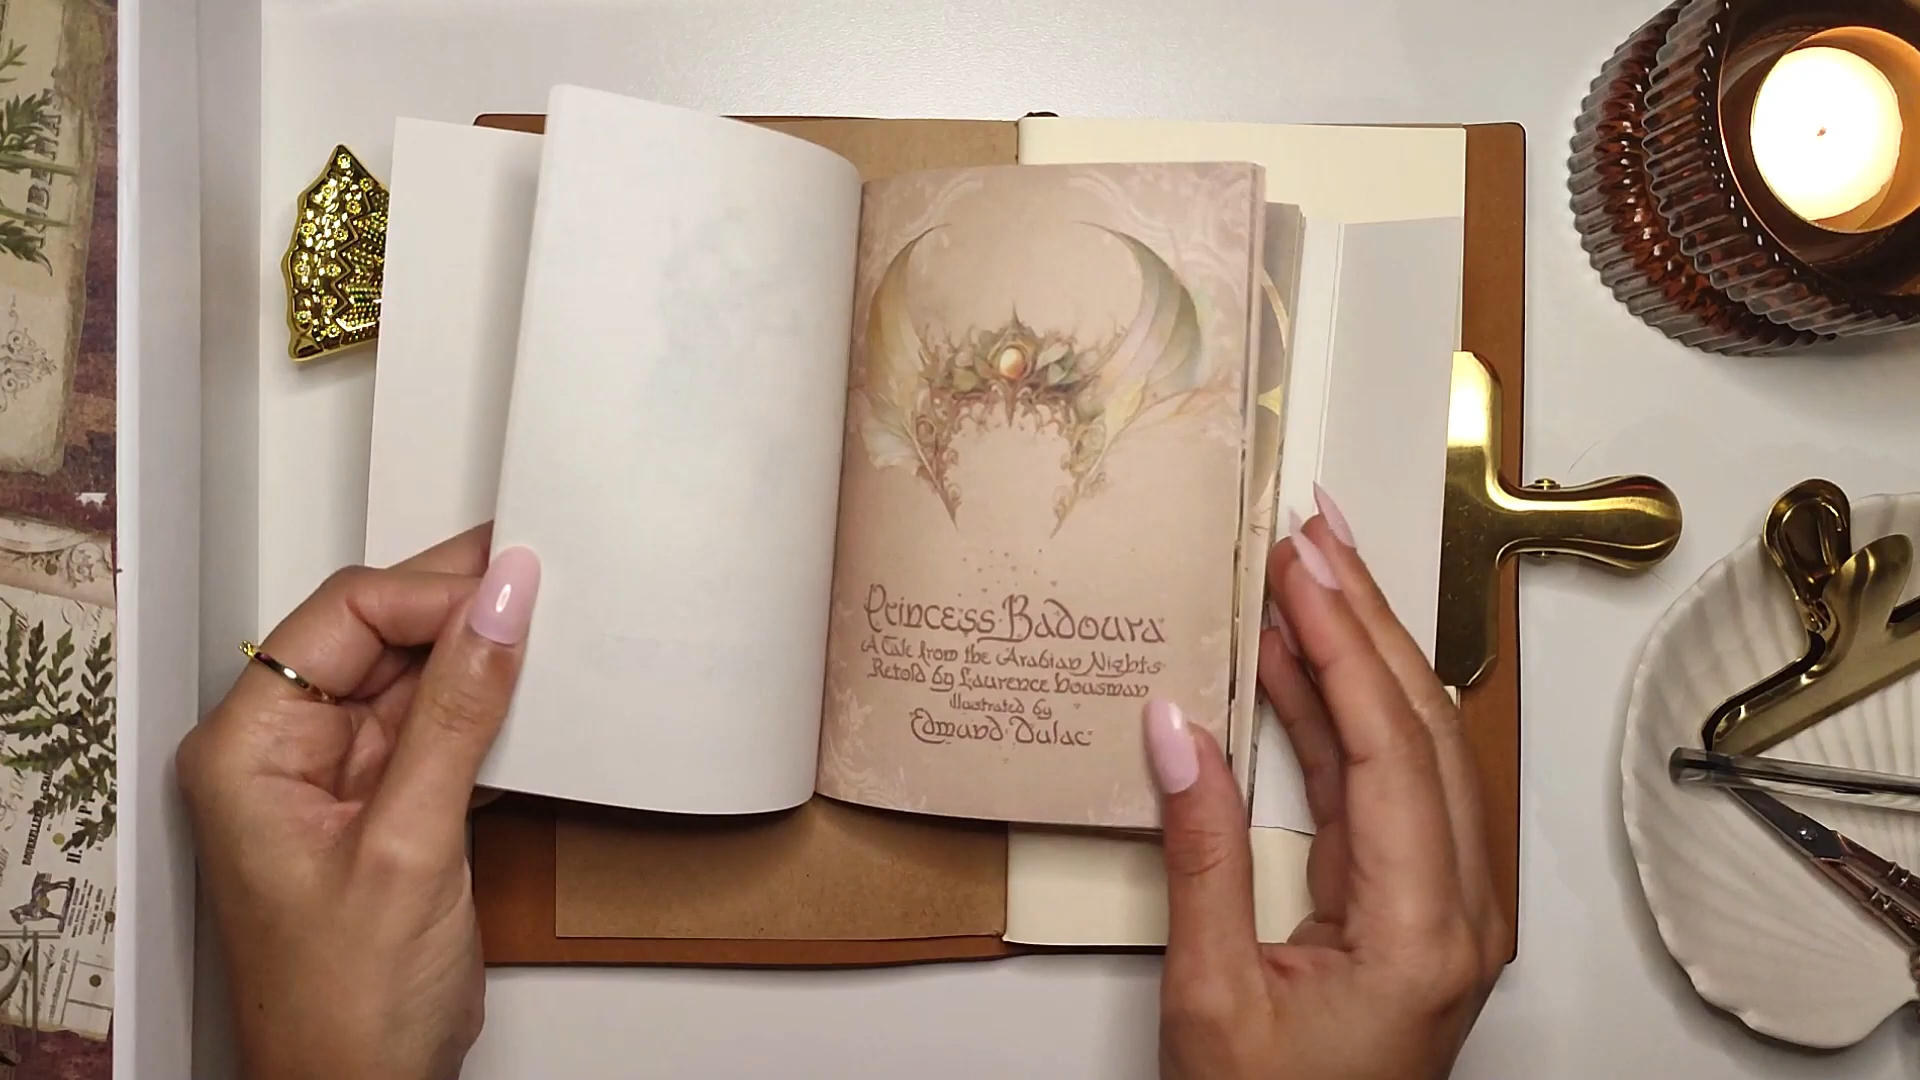 Princess Badoura
A Tale from the Arabian Nights
Retold by Laurence Housman
illustrated by
Edmund Dulac